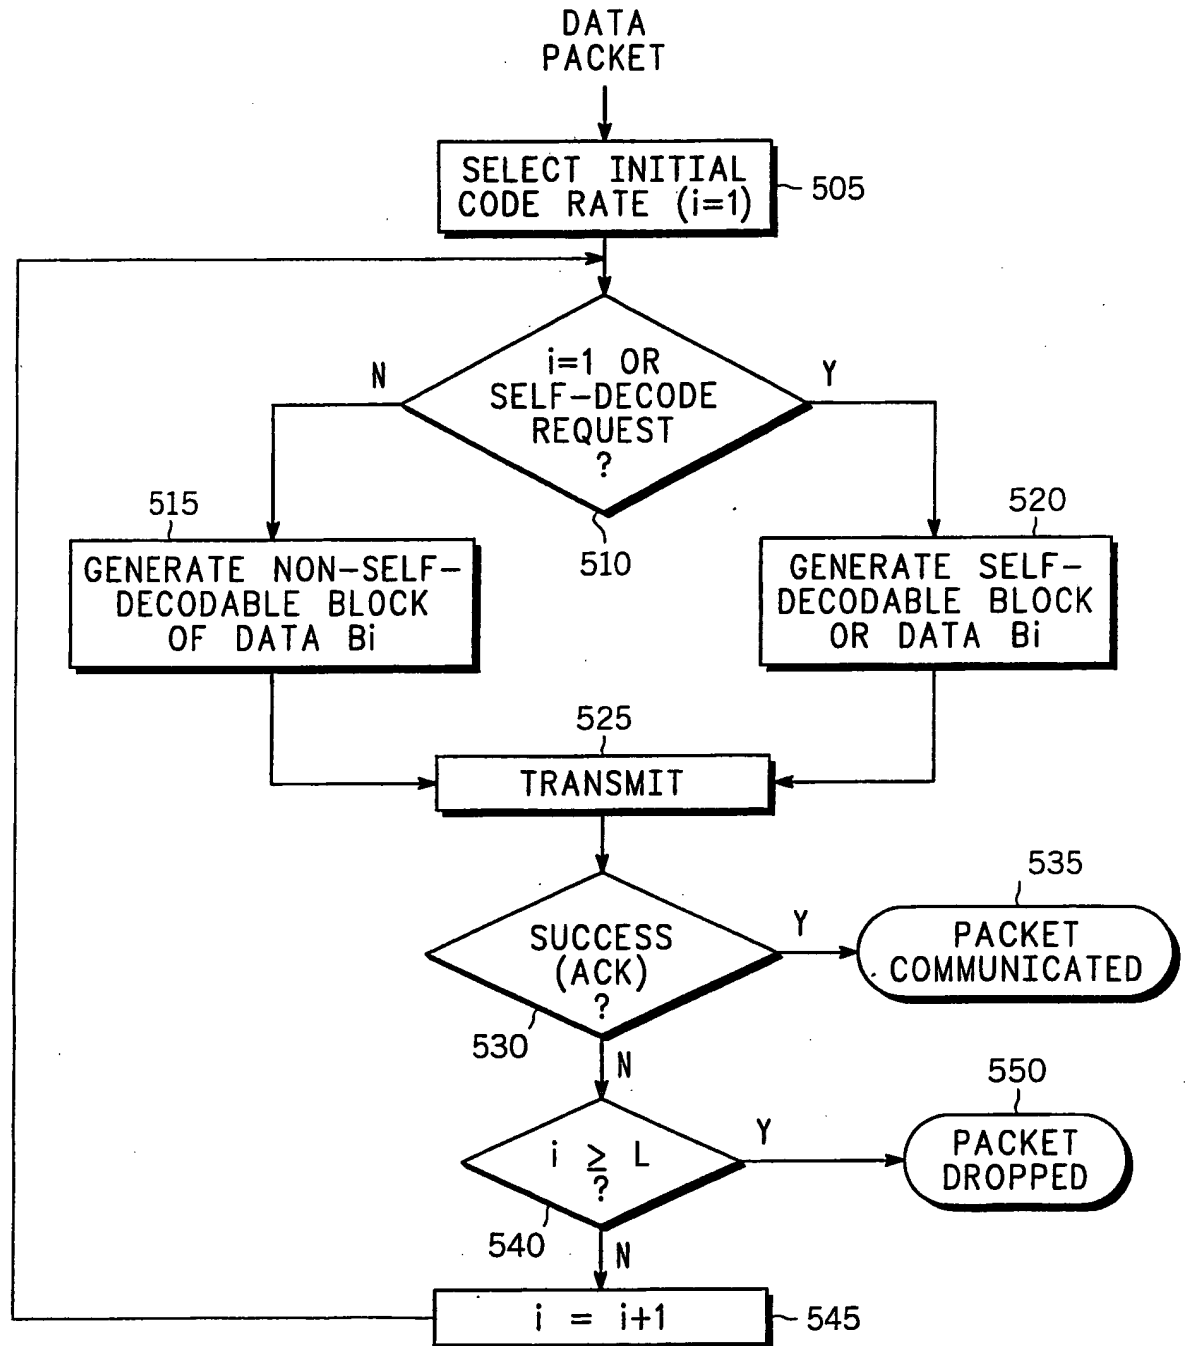 DATA
PACKET
SELECT INITIAL
CODE RATE (i=1)
505
i=1 OR
SELF-DECODE
REQUEST
?
N
Y
510
515
GENERATE NON-SELF-
DECODABLE BLOCK
OF DATA Bi
520
GENERATE SELF-
DECODABLE BLOCK
OR DATA Bi
525
TRANSMIT
SUCCESS
(ACK)
?
530
Y
535
PACKET
COMMUNICATED
N
i ≥ L
?
540
Y
550
PACKET
DROPPED
N
i = i+1
545